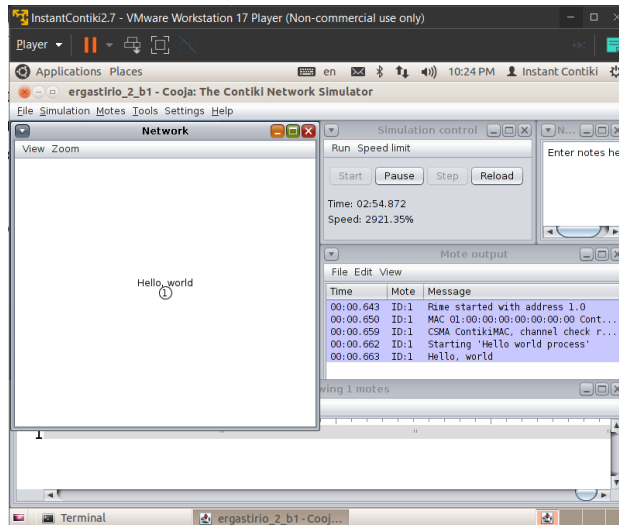 InstantContiki2.7 - VMware Workstation 17 Player (Non-commercial use only)
Player
Applications Places en 10:24 PM Instant Contiki
ergastirio_2_b1 - Cooja: The Contiki Network Simulator
File Simulation Motes Tools Settings Help
Network
View Zoom
Hello, world
1
Simulation control
Run Speed limit
Start Pause Step Reload
Time: 02:54.872
Speed: 2921.35%
N...
Enter notes he
Mote output
File Edit View
Time Mote Message
00:00.643 ID:1 Rime started with address 1.0
00:00.650 ID:1 MAC 01:00:00:00:00:00:00:00 Cont...
00:00.659 ID:1 CSMA ContikiMAC, channel check r...
00:00.662 ID:1 Starting 'Hello world process'
00:00.663 ID:1 Hello, world
wing 1 motes
1
Terminal ergastirio_2_b1 - Cooj...